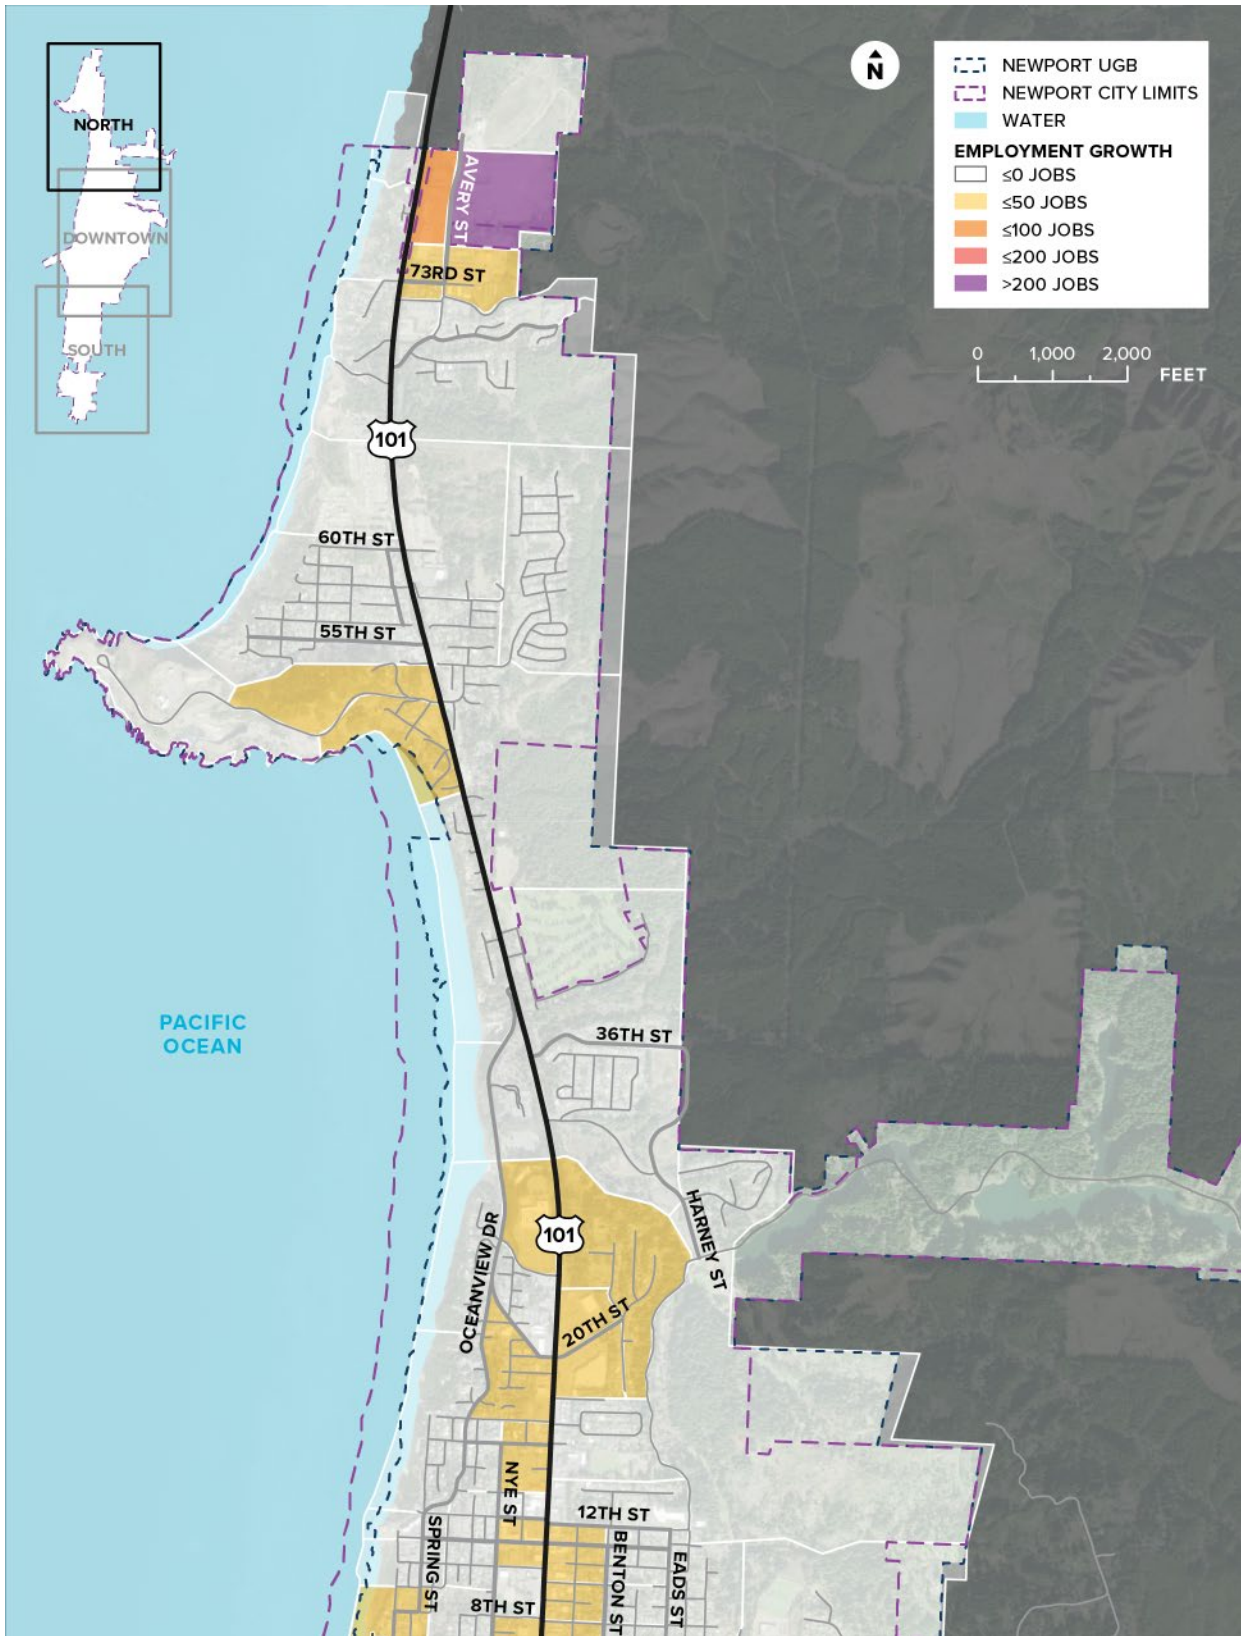 NORTH
DOWNTOWN
SOUTH
N
NEWPORT UGB
NEWPORT CITY LIMITS
WATER
EMPLOYMENT GROWTH
≤0 JOBS
≤50 JOBS
≤100 JOBS
≤200 JOBS
>200 JOBS
0 1,000 2,000
FEET
AVERY ST
73RD ST
101
60TH ST
55TH ST
PACIFIC
OCEAN
36TH ST
HARNEY ST
101
OCEANVIEW DR
20TH ST
NYE ST
12TH ST
SPRING ST
BENTON ST
EADS ST
8TH ST